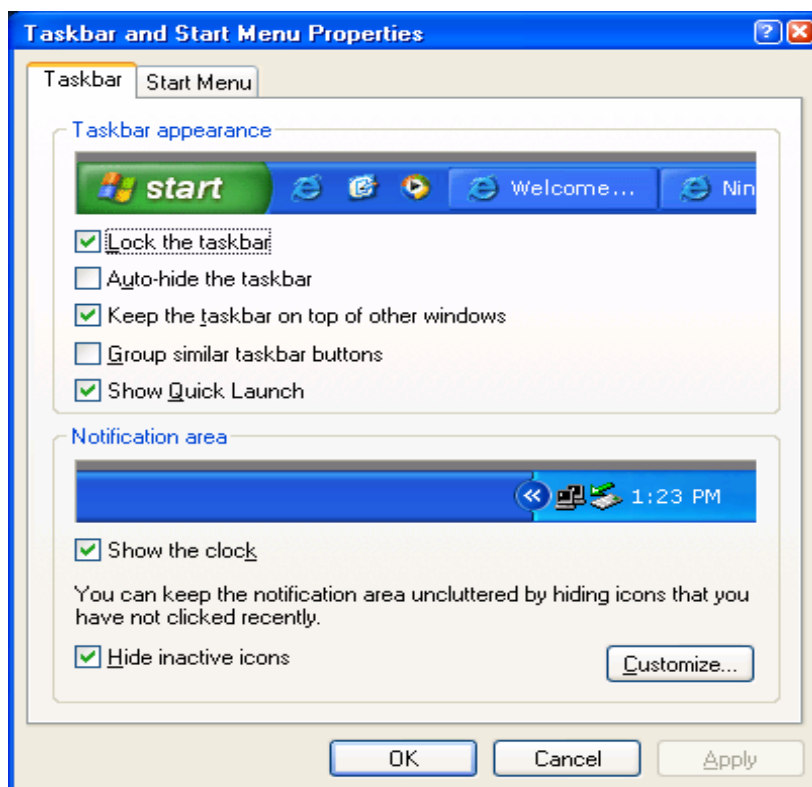 Taskbar and Start Menu Properties
Taskbar Start Menu
Taskbar appearance
start Welcome... Nin
Lock the taskbar
Auto-hide the taskbar
Keep the taskbar on top of other windows
Group similar taskbar buttons
Show Quick Launch
Notification area
1:23 PM
Show the clock
You can keep the notification area uncluttered by hiding icons that you
have not clicked recently.
Hide inactive icons
Customize...
OK Cancel Apply